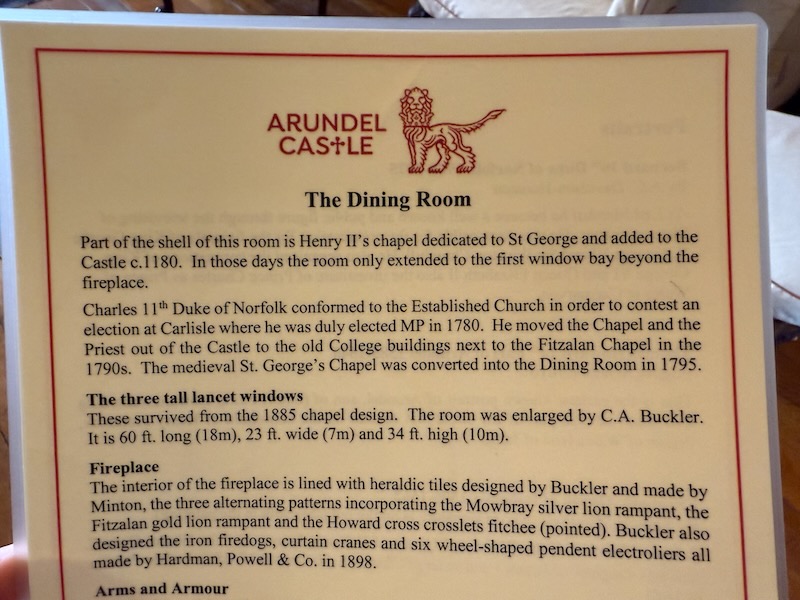 ARUNDEL
CAS✝LE
The Dining Room
Part of the shell of this room is Henry II's chapel dedicated to St George and added to the
Castle c.1180. In those days the room only extended to the first window bay beyond the
fireplace.
Charles 11th Duke of Norfolk conformed to the Established Church in order to contest an
election at Carlisle where he was duly elected MP in 1780. He moved the Chapel and the
Priest out of the Castle to the old College buildings next to the Fitzalan Chapel in the
1790s. The medieval St. George's Chapel was converted into the Dining Room in 1795.
The three tall lancet windows
These survived from the 1885 chapel design. The room was enlarged by C.A. Buckler.
It is 60 ft. long (18m), 23 ft. wide (7m) and 34 ft. high (10m).
Fireplace
The interior of the fireplace is lined with heraldic tiles designed by Buckler and made by
Minton, the three alternating patterns incorporating the Mowbray silver lion rampant, the
Fitzalan gold lion rampant and the Howard cross crosslets fitchee (pointed). Buckler also
designed the iron firedogs, curtain cranes and six wheel-shaped pendent electroliers all
made by Hardman, Powell & Co. in 1898.
Arms and Armour